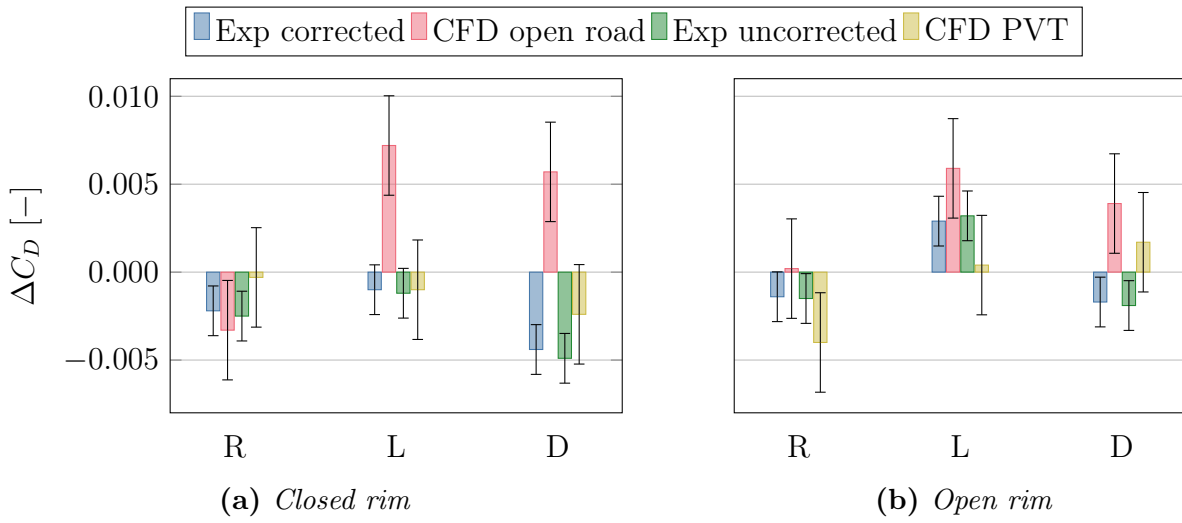 Exp corrected CFD open road Exp uncorrected CFD PVT
0.010
0.005
0.000
−0.005
ΔC_D [−]
R L D
R L D
(a) Closed rim
(b) Open rim